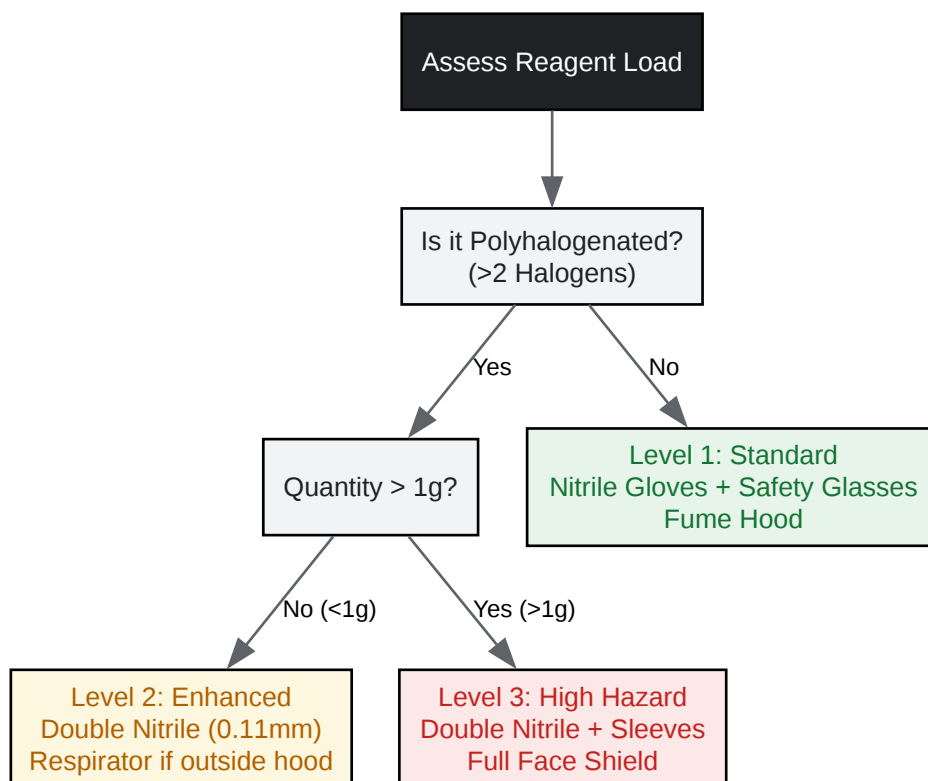 Assess Reagent Load
Is it Polyhalogenated?
(>2 Halogens)
Yes
No
Quantity > 1g?
Level 1: Standard
Nitrile Gloves + Safety Glasses
Fume Hood
No (<1g)
Yes (>1g)
Level 2: Enhanced
Double Nitrile (0.11mm)
Respirator if outside hood
Level 3: High Hazard
Double Nitrile + Sleeves
Full Face Shield